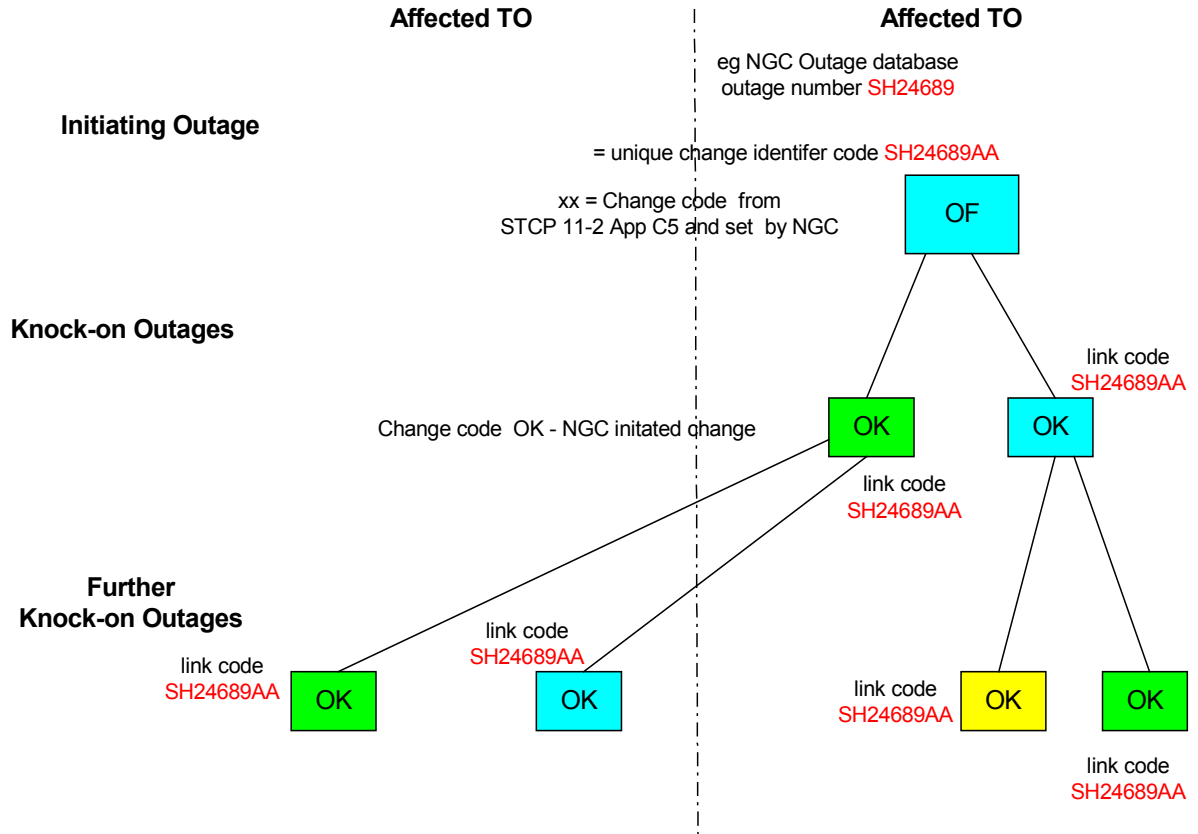 Affected TO
Affected TO
eg NGC Outage database
outage number SH24689
Initiating Outage
= unique change identifer code SH24689AA
xx = Change code from
STCP 11-2 App C5 and set by NGC
OF
Knock-on Outages
link code
SH24689AA
Change code OK - NGC initated change
OK
OK
link code
SH24689AA
Further
Knock-on Outages
link code
SH24689AA
OK
link code
SH24689AA
OK
link code
SH24689AA
OK
OK
link code
SH24689AA